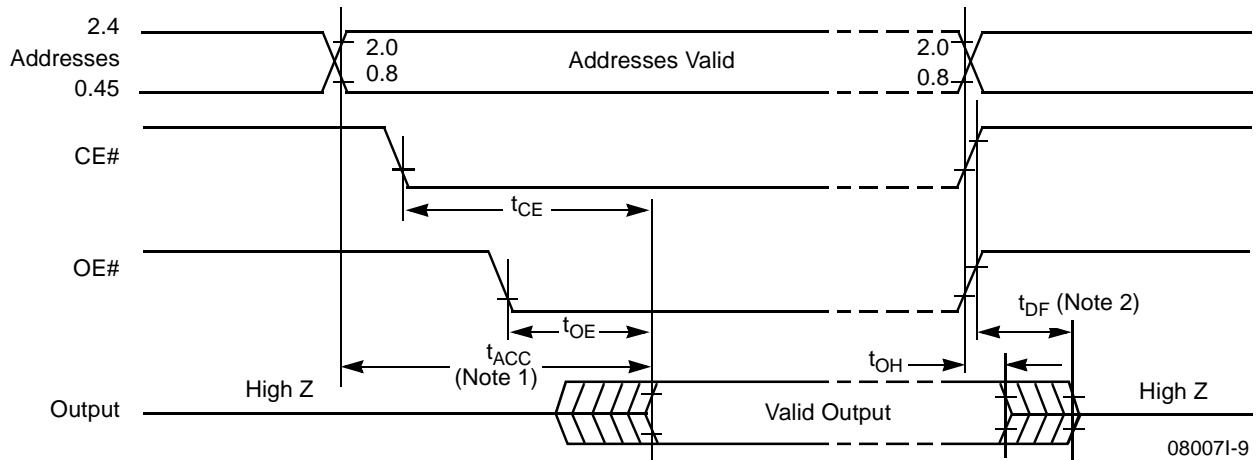 2.4
Addresses
0.45
2.0
0.8
Addresses Valid
2.0
0.8
CE#
tCE
OE#
tOE
tDF (Note 2)
tACC
(Note 1)
tOH
High Z
High Z
Output
Valid Output
08007I-9